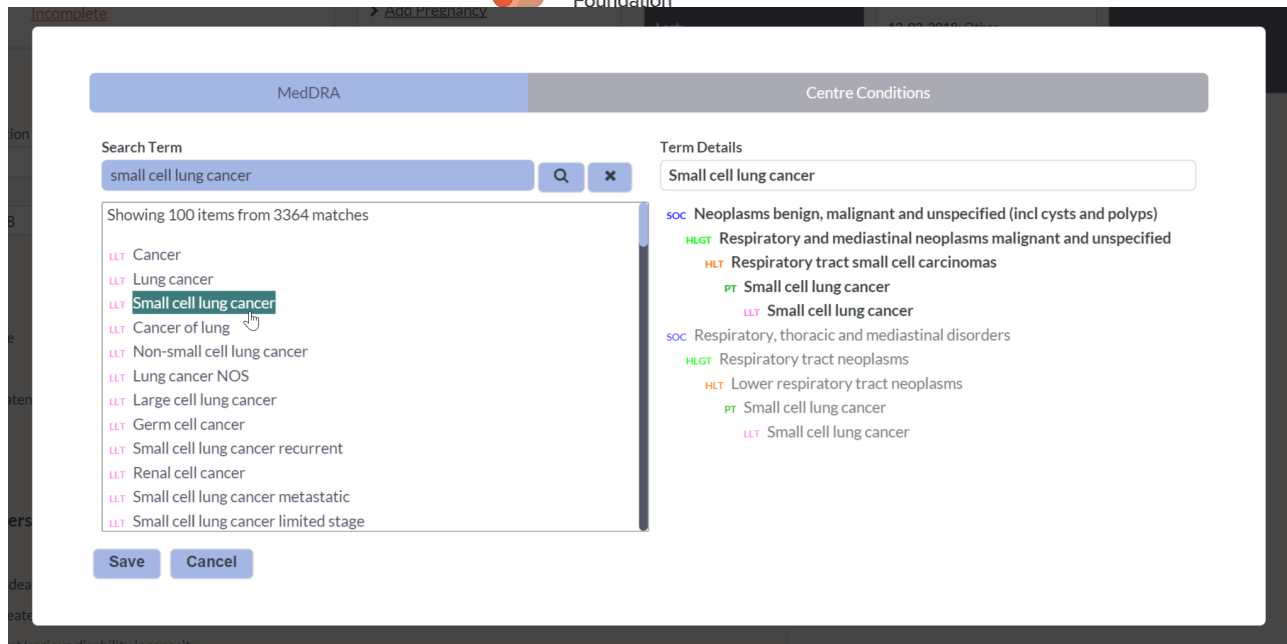 Foundation
Incomplete
Add Pregnancy
12-02-2018: Other
MedDRA
Centre Conditions
Search Term
small cell lung cancer
Showing 100 items from 3364 matches
LLT Cancer
LLT Lung cancer
LLT Small cell lung cancer
LLT Cancer of lung
LLT Non-small cell lung cancer
LLT Lung cancer NOS
LLT Large cell lung cancer
LLT Germ cell cancer
LLT Small cell lung cancer recurrent
LLT Renal cell cancer
LLT Small cell lung cancer metastatic
LLT Small cell lung cancer limited stage
Save
Cancel
Term Details
Small cell lung cancer
SOC Neoplasms benign, malignant and unspecified (incl cysts and polyps)
HLGT Respiratory and mediastinal neoplasms malignant and unspecified
HLT Respiratory tract small cell carcinomas
PT Small cell lung cancer
LLT Small cell lung cancer
SOC Respiratory, thoracic and mediastinal disorders
HLGT Respiratory tract neoplasms
HLT Lower respiratory tract neoplasms
PT Small cell lung cancer
LLT Small cell lung cancer